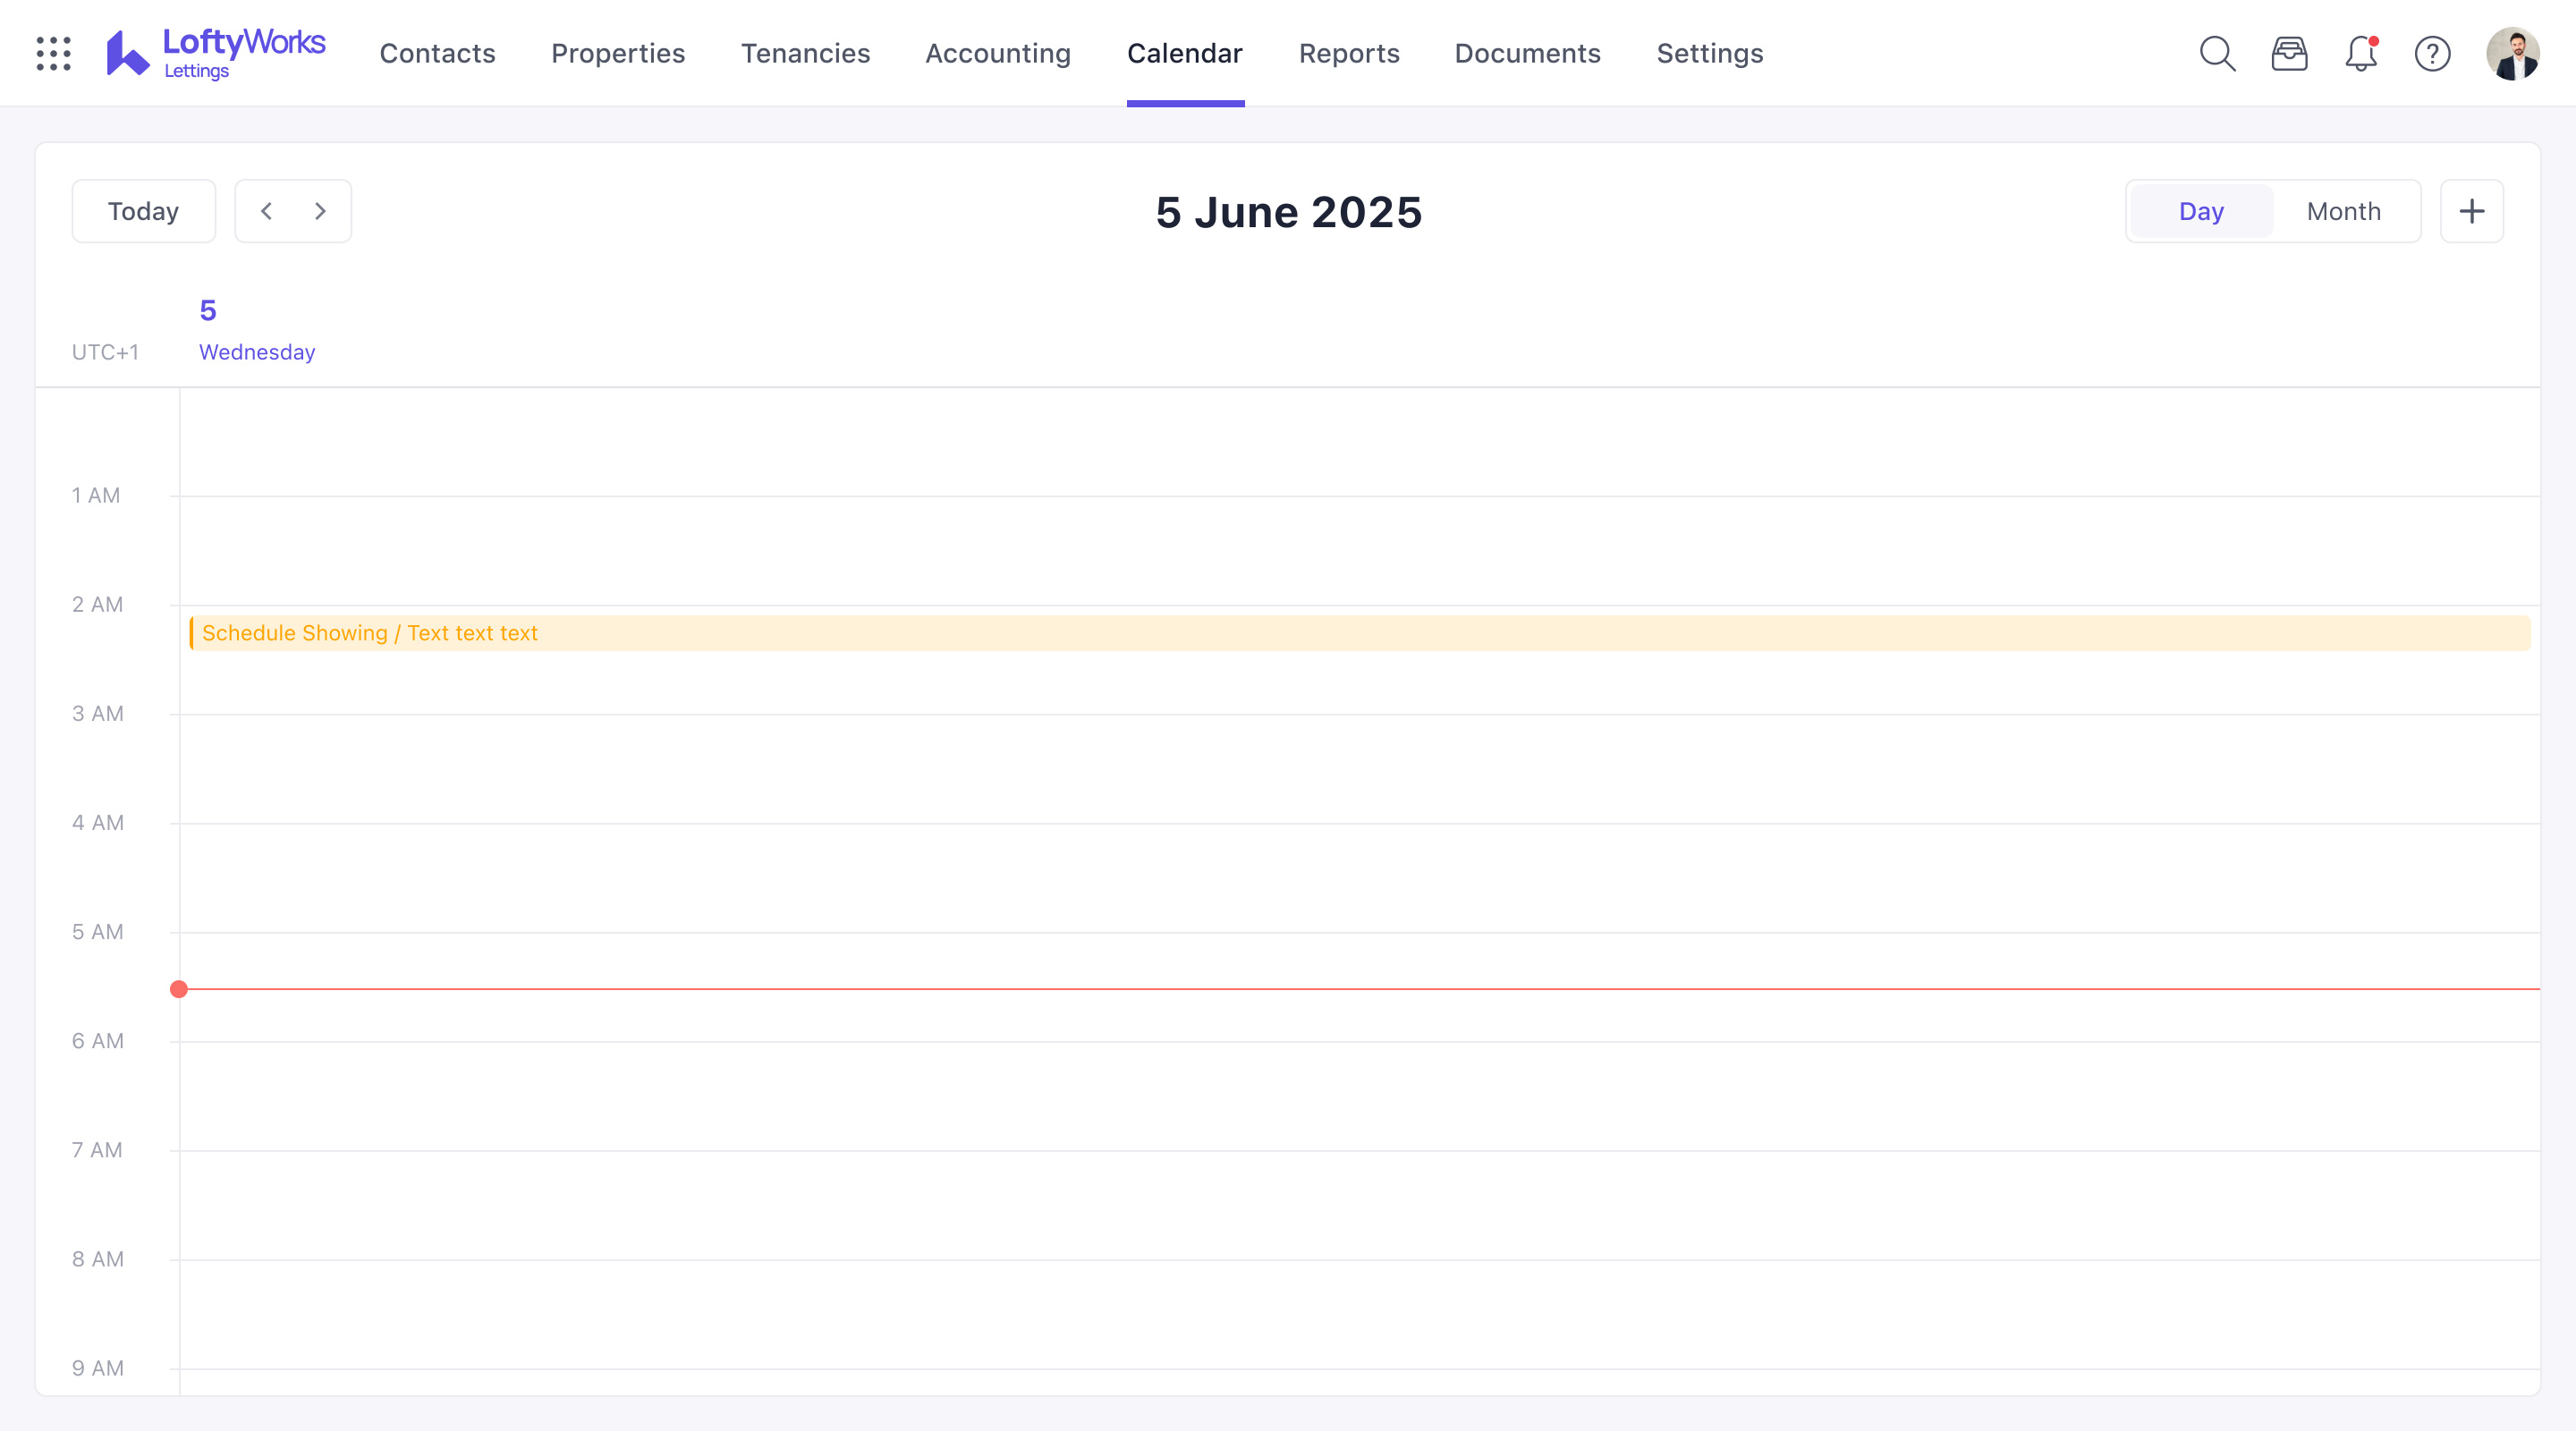 LoftyWorks
Lettings
Contacts Properties Tenancies Accounting Calendar Reports Documents Settings
Today
5 June 2025
Day Month
5
UTC+1 Wednesday
1 AM
2 AM
Schedule Showing / Text text text
3 AM
4 AM
5 AM
6 AM
7 AM
8 AM
9 AM